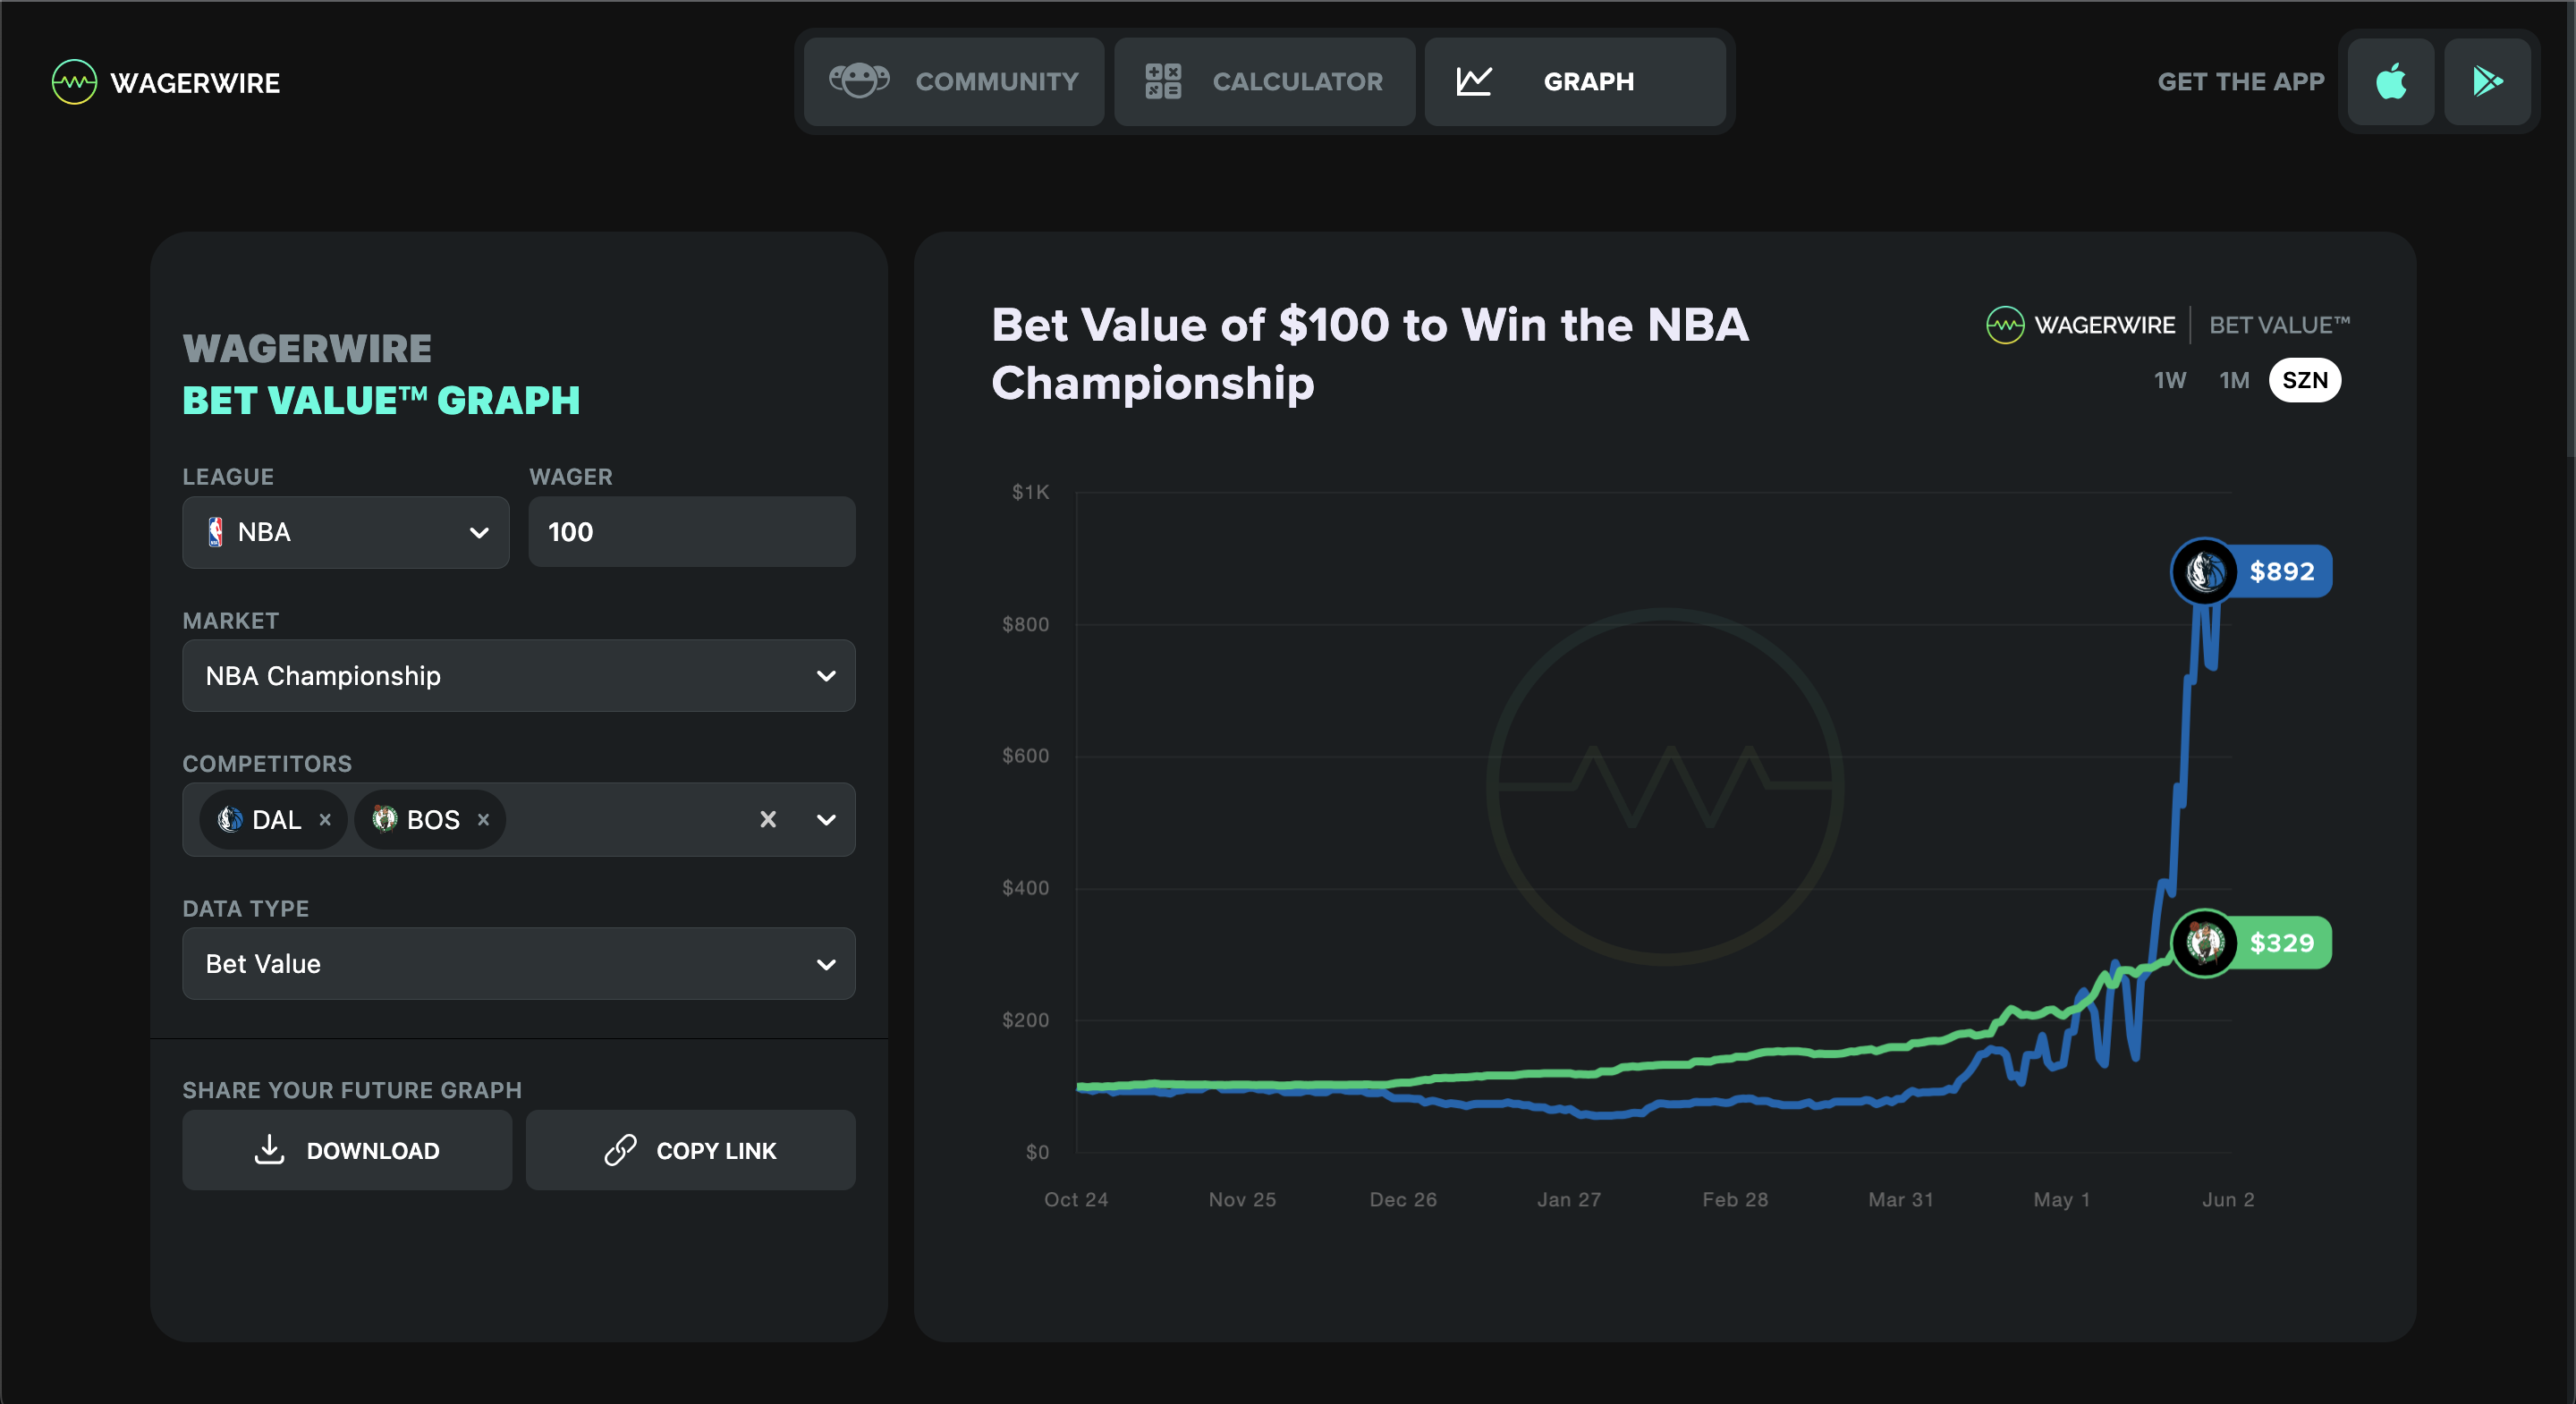 WAGERWIRE
COMMUNITY
CALCULATOR
GRAPH
GET THE APP
WAGERWIRE
BET VALUE™ GRAPH
LEAGUE
WAGER
NBA
100
MARKET
NBA Championship
COMPETITORS
DAL ×
BOS ×
DATA TYPE
Bet Value
SHARE YOUR FUTURE GRAPH
DOWNLOAD
COPY LINK
Bet Value of $100 to Win the NBA
Championship
WAGERWIRE | BET VALUE™
1W 1M SZN
$1K
$800
$600
$400
$200
$0
$892
$329
Oct 24 Nov 25 Dec 26 Jan 27 Feb 28 Mar 31 May 1 Jun 2